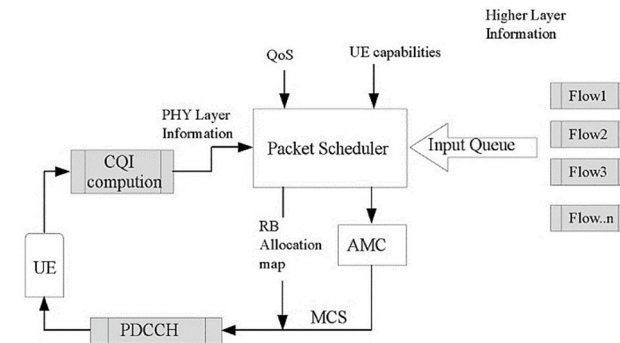 Higher Layer
Information
QoS
UE capabilities
PHY Layer
Information
Flow1
Flow2
Flow3
Flow..n
CQI
compution
Packet Scheduler
Input Queue
RB
Allocation
map
AMC
UE
MCS
PDCCH